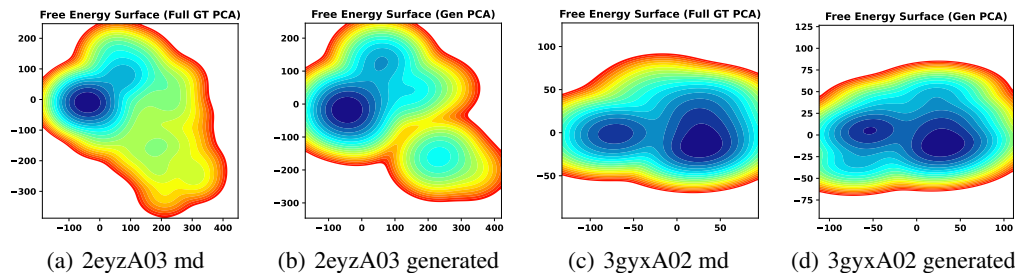 Free Energy Surface (Full GT PCA)
200
100
0
−100
−200
−300
−100 0 100 200 300 400
(a) 2eyzA03 md
Free Energy Surface (Gen PCA)
200
100
0
−100
−200
−300
−100 0 100 200 300 400
(b) 2eyzA03 generated
Free Energy Surface (Full GT PCA)
100
50
0
−50
−100 −50 0 50
(c) 3gyxA02 md
Free Energy Surface (Gen PCA)
125
100
75
50
25
0
−25
−50
−75
−100 −50 0 50 100
(d) 3gyxA02 generated